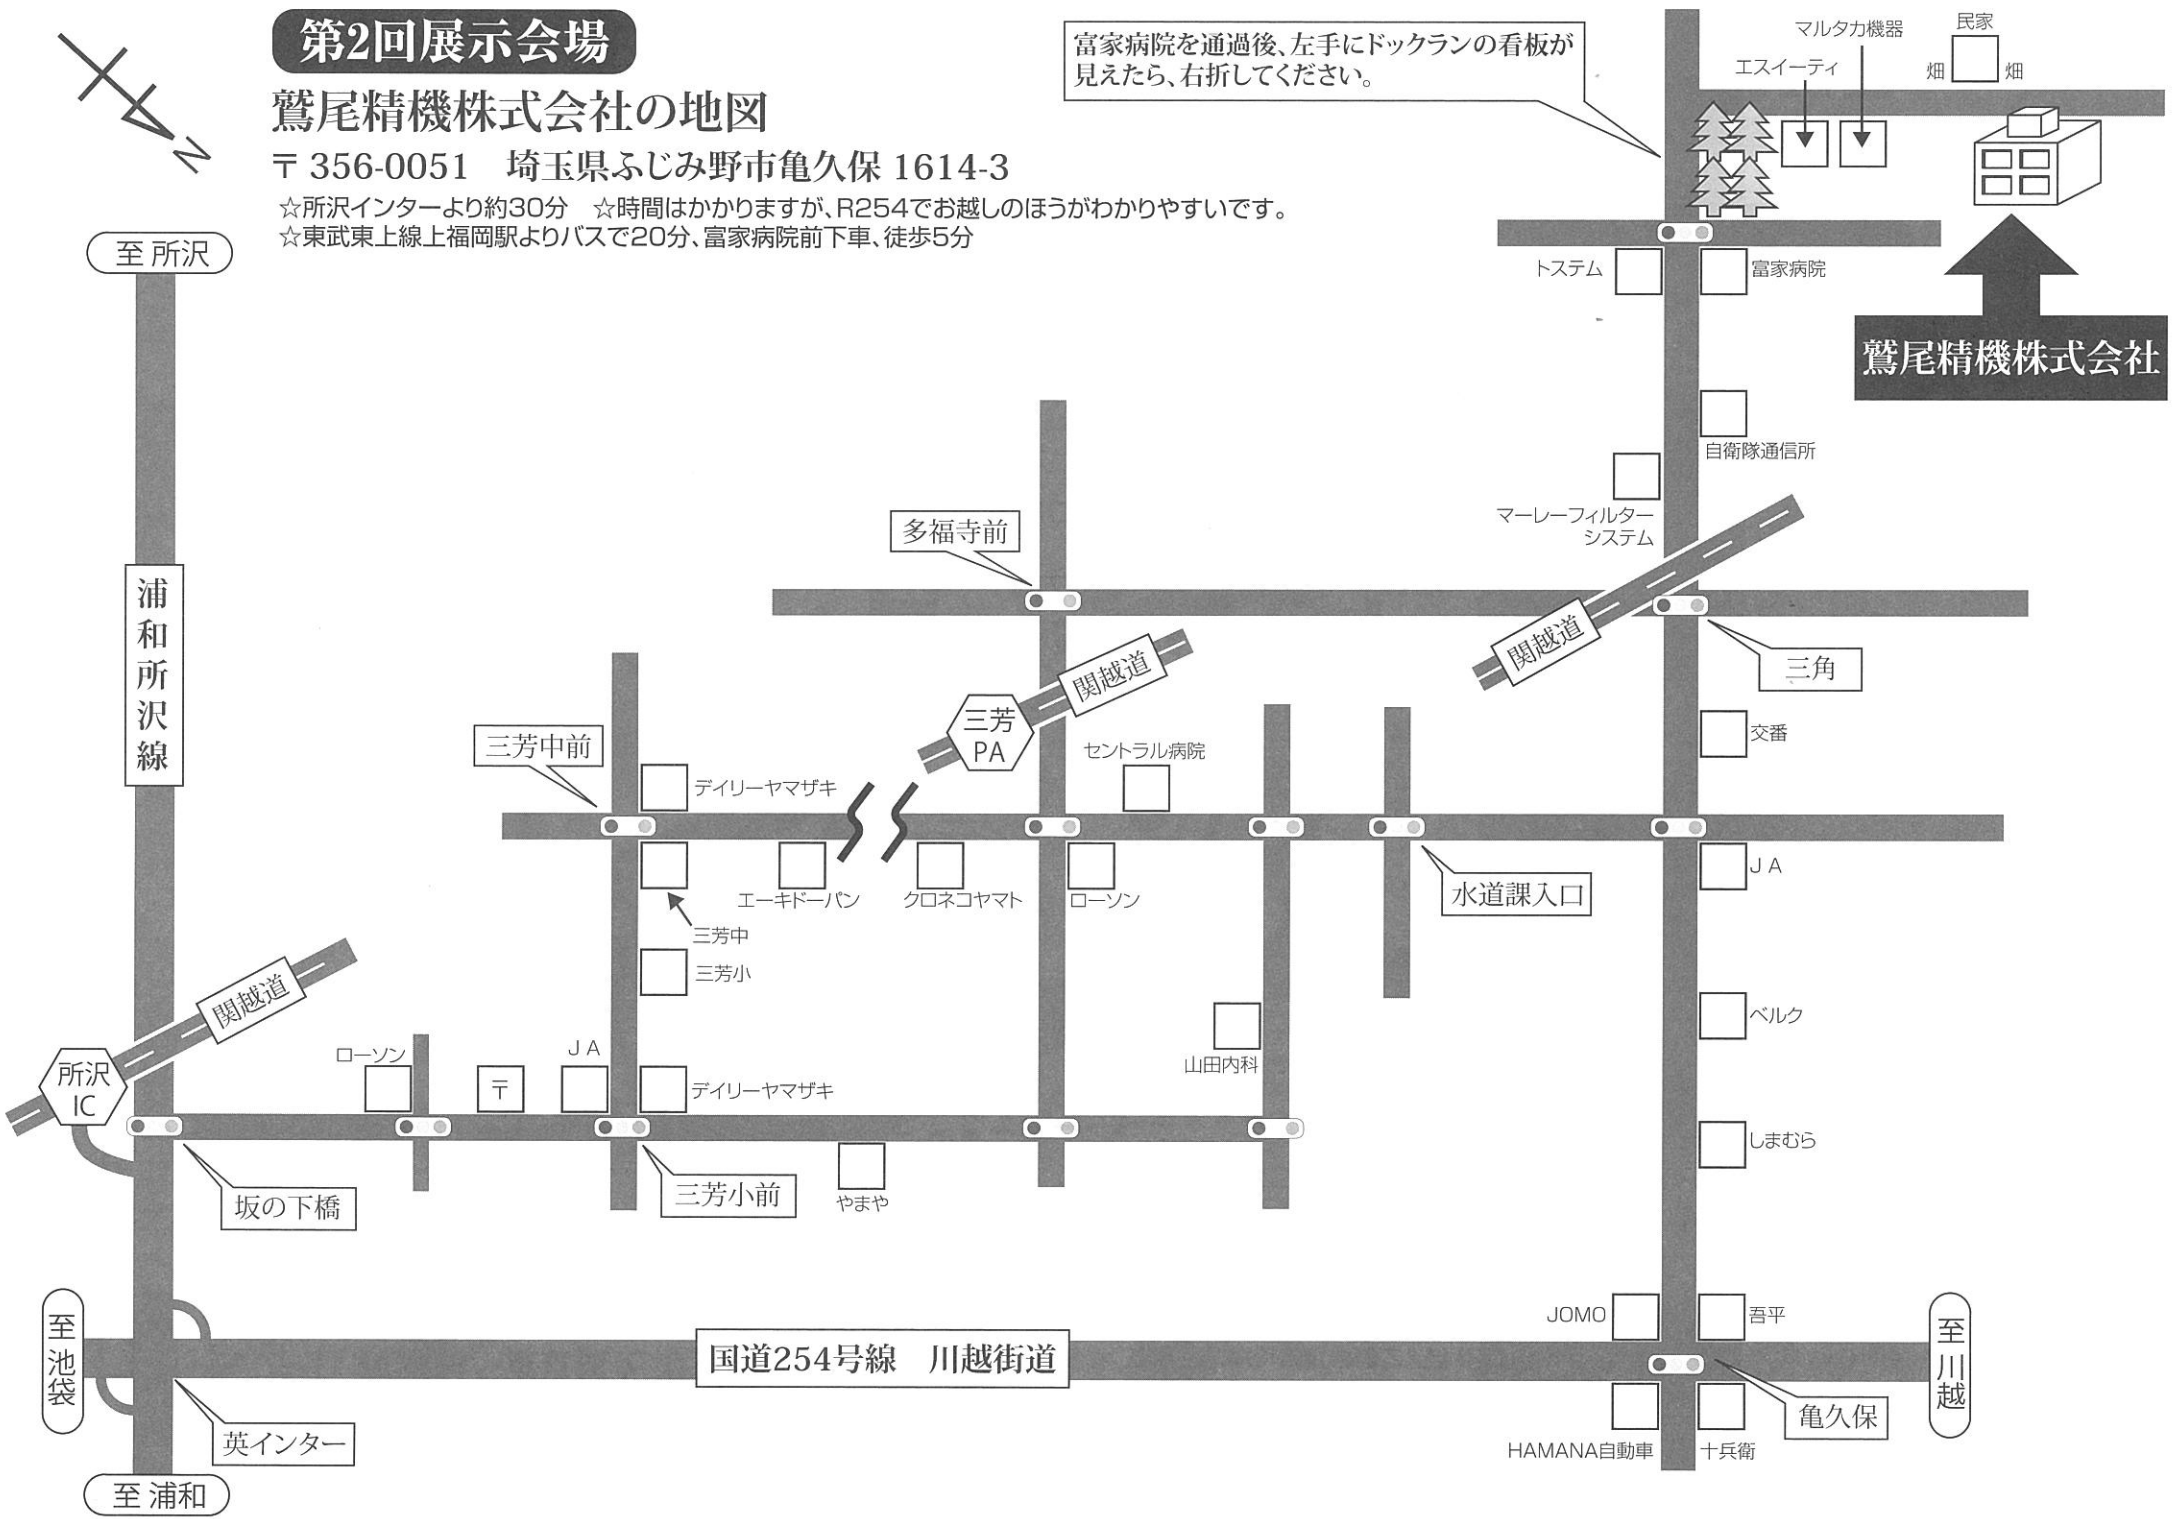 第2回展示会場
鷲尾精機株式会社の地図
〒356-0051　埼玉県ふじみ野市亀久保 1614-3
☆所沢インターより約30分　☆時間はかかりますが、R254でお越しのほうがわかりやすいです。
☆東武東上線上福岡駅よりバスで20分、富家病院前下車、徒歩5分
N
富家病院を通過後、左手にドックランの看板が
見えたら、右折してください。
マルタカ機器
エスイーティ
民家
畑
畑
至 所沢
トステム
富家病院
鷲尾精機株式会社
自衛隊通信所
マーレーフィルター
システム
多福寺前
浦和所沢線
関越道
三角
関越道
三芳
PA
三芳中前
デイリーヤマザキ
セントラル病院
交番
エーキドーパン
クロネコヤマト
ローソン
水道課入口
JA
三芳中
三芳小
関越道
ベルク
所沢
IC
ローソン
〒
JA
デイリーヤマザキ
山田内科
しまむら
坂の下橋
三芳小前
やまや
至 池袋
国道254号線　川越街道
JOMO
吾平
至 川越
英インター
HAMANA自動車
十兵衛
亀久保
至 浦和